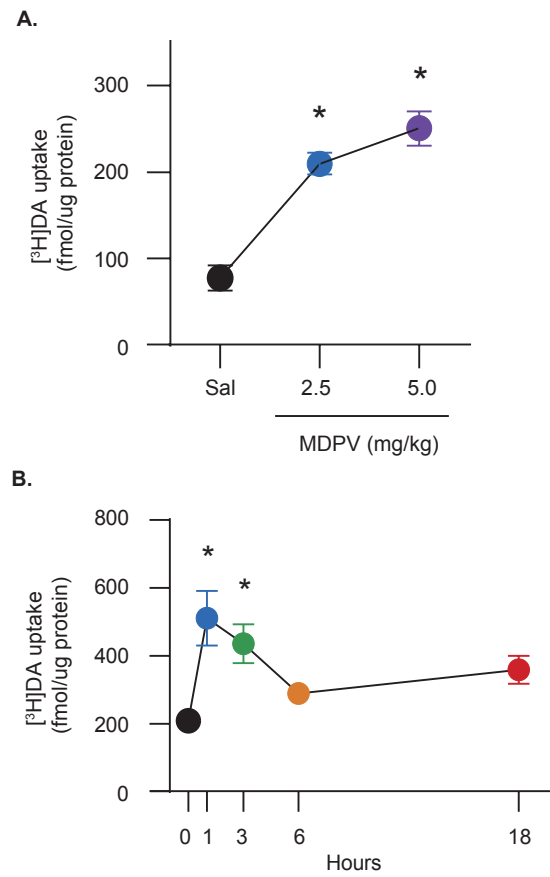 A.
[³H]DA uptake
(fmol/ug protein)
300
200
100
0
*
*
Sal
2.5
5.0
MDPV (mg/kg)
B.
[³H]DA uptake
(fmol/ug protein)
800
600
400
200
0
*
*
0
1
3
6
18
Hours